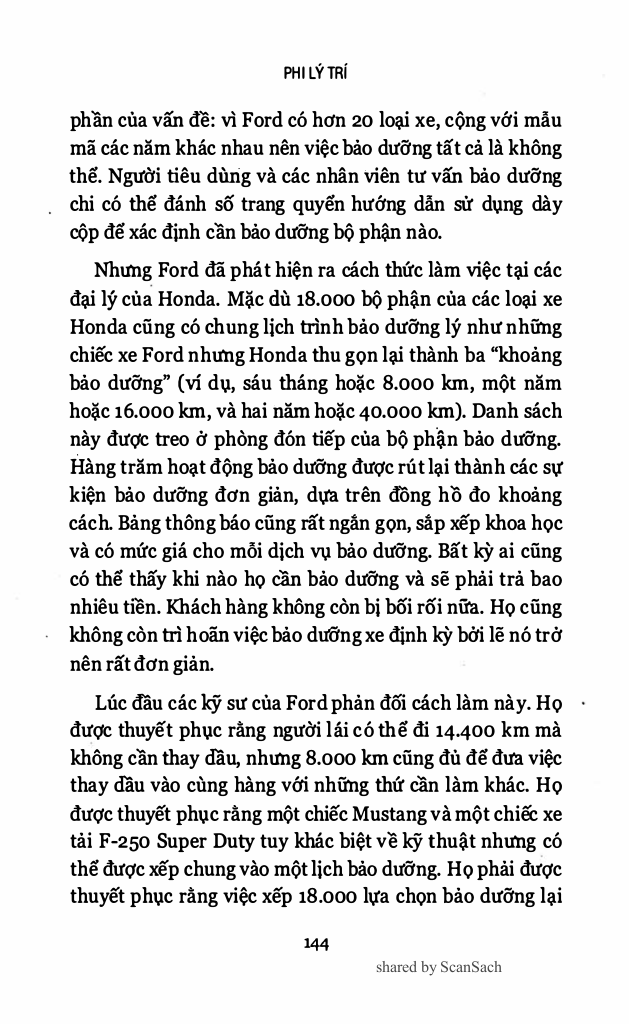 PHI LÝ TRÍ
phần của vấn đề: vì Ford có hơn 20 loại xe, cộng với mẫu
mã các năm khác nhau nên việc bảo dưỡng tất cả là không
thể. Người tiêu dùng và các nhân viên tư vấn bảo dưỡng
chi có thể đánh số trang quyển hướng dẫn sử dụng dày
cộp để xác định cần bảo dưỡng bộ phận nào.
Nhưng Ford đã phát hiện ra cách thức làm việc tại các
đại lý của Honda. Mặc dù 18.000 bộ phận của các loại xe
Honda cũng có chung lịch trình bảo dưỡng lý như những
chiếc xe Ford nhưng Honda thu gọn lại thành ba “khoảng
bảo dưỡng” (ví dụ, sáu tháng hoặc 8.000 km, một năm
hoặc 16.000 km, và hai năm hoặc 40.000 km). Danh sách
này được treo ở phòng đón tiếp của bộ phận bảo dưỡng.
Hàng trăm hoạt động bảo dưỡng được rút lại thành các sự
kiện bảo dưỡng đơn giản, dựa trên đồng hồ đo khoảng
cách. Bảng thông báo cũng rất ngắn gọn, sắp xếp khoa học
và có mức giá cho mỗi dịch vụ bảo dưỡng. Bất kỳ ai cũng
có thể thấy khi nào họ cần bảo dưỡng và sẽ phải trả bao
nhiêu tiền. Khách hàng không còn bị bối rối nữa. Họ cũng
không còn trì hoãn việc bảo dưỡng xe định kỳ bởi lẽ nó trở
nên rất đơn giản.
Lúc đầu các kỹ sư của Ford phản đối cách làm này. Họ
được thuyết phục rằng người lái có thể đi 14.400 km mà
không cần thay dầu, nhưng 8.000 km cũng đủ để đưa việc
thay dầu vào cùng hàng với những thứ cần làm khác. Họ
được thuyết phục rằng một chiếc Mustang và một chiếc xe
tải F-250 Super Duty tuy khác biệt về kỹ thuật nhưng có
thể được xếp chung vào một lịch bảo dưỡng. Họ phải được
thuyết phục rằng việc xếp 18.000 lựa chọn bảo dưỡng lại
144
shared by ScanSach